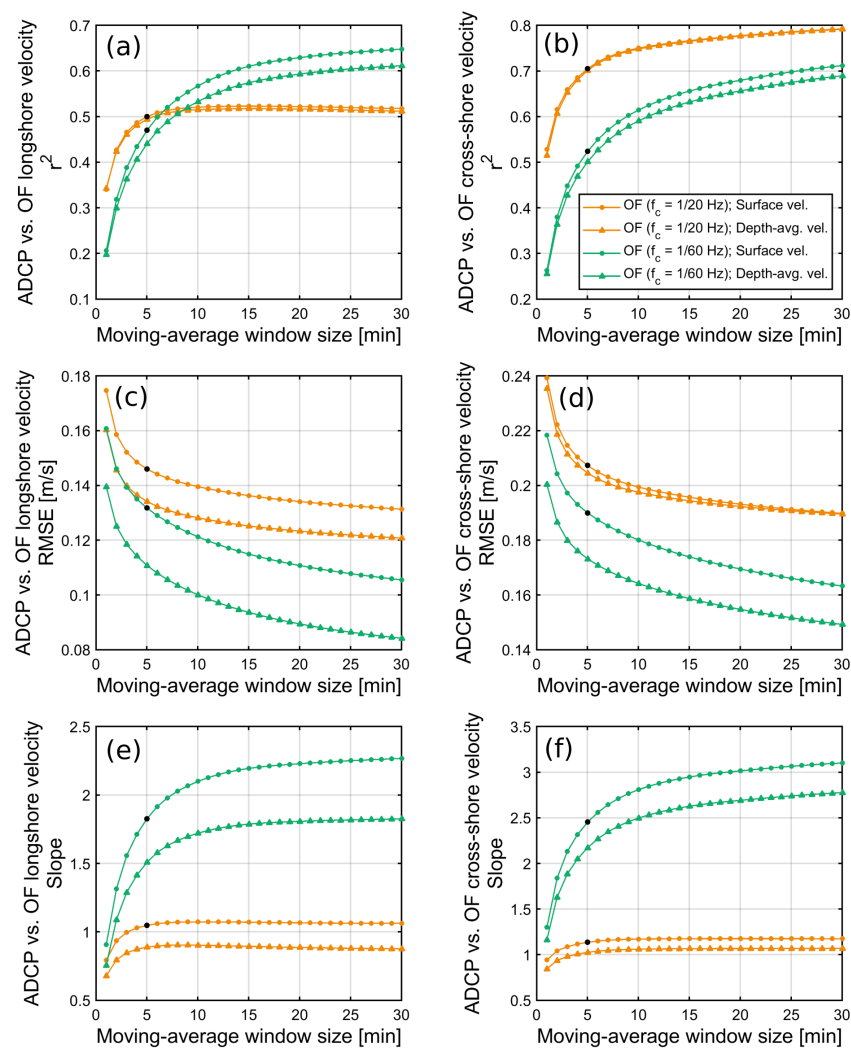 (a)
0.7
0.6
0.5
0.4
0.3
0.2
0.1
0 5 10 15 20 25 30
Moving-average window size [min]
ADCP vs. OF longshore velocity
r2
(b)
0.8
0.7
0.6
0.5
0.4
0.3
0.2
0 5 10 15 20 25 30
Moving-average window size [min]
ADCP vs. OF cross-shore velocity
r2
OF (fc = 1/20 Hz); Surface vel.
OF (fc = 1/20 Hz); Depth-avg. vel.
OF (fc = 1/60 Hz); Surface vel.
OF (fc = 1/60 Hz); Depth-avg. vel.
(c)
0.18
0.16
0.14
0.12
0.1
0.08
0 5 10 15 20 25 30
Moving-average window size [min]
ADCP vs. OF longshore velocity
RMSE [m/s]
(d)
0.24
0.22
0.2
0.18
0.16
0.14
0 5 10 15 20 25 30
Moving-average window size [min]
ADCP vs. OF cross-shore velocity
RMSE [m/s]
(e)
2.5
2
1.5
1
0.5
0 5 10 15 20 25 30
Moving-average window size [min]
ADCP vs. OF longshore velocity
Slope
(f)
3.5
3
2.5
2
1.5
1
0.5
0 5 10 15 20 25 30
Moving-average window size [min]
ADCP vs. OF cross-shore velocity
Slope